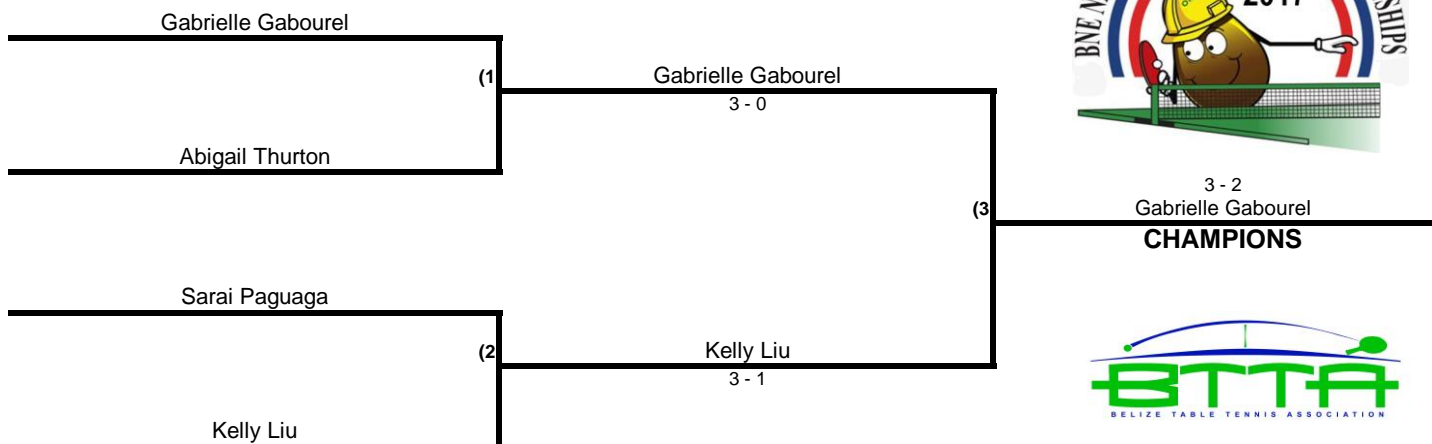 Gabrielle Gabourel
2017
BNE
SHIPS
(1
Gabrielle Gabourel
3 - 0
Abigail Thurton
3 - 2
(3
Gabrielle Gabourel
CHAMPIONS
Sarai Paguaga
(2
Kelly Liu
3 - 1
BTTA
BELIZE TABLE TENNIS ASSOCIATION
Kelly Liu